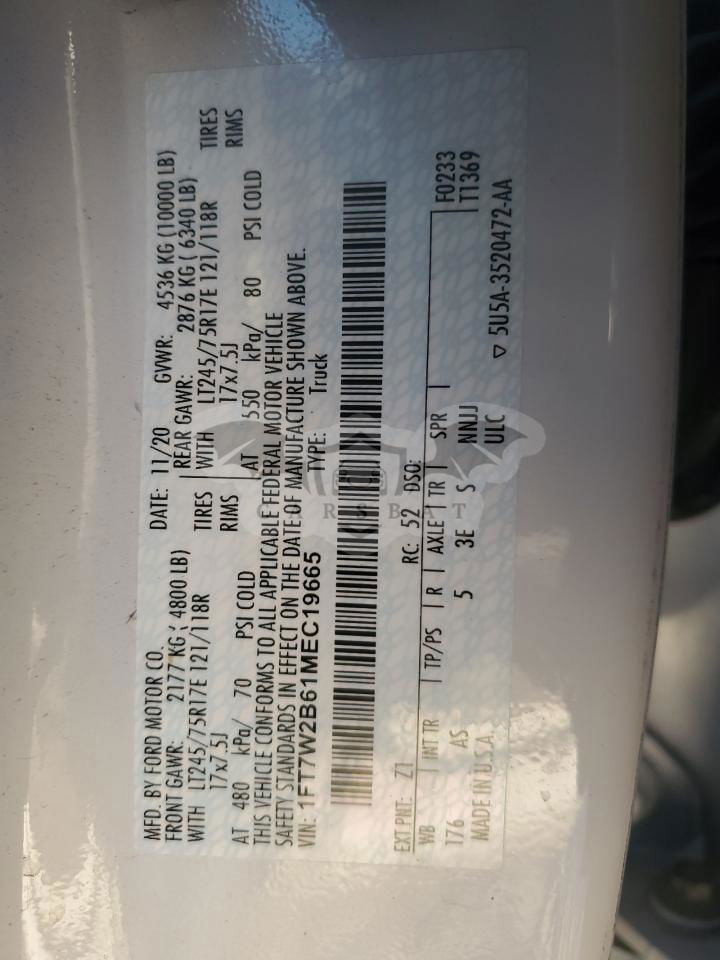 MFD. BY FORD MOTOR CO.
DATE: 11/20 GVWR: 4536 KG (10000 LB)
FRONT GAWR: 2177 KG ( 4800 LB) REAR GAWR: 2876 KG ( 6340 LB)
WITH LT245/75R17E 121/118R TIRES WITH LT245/75R17E 121/118R TIRES
17x7.5J RIMS 17x7.5J RIMS
AT 480 kPa/ 70 PSI COLD AT 550 kPa/ 80 PSI COLD
THIS VEHICLE CONFORMS TO ALL APPLICABLE FEDERAL MOTOR VEHICLE
SAFETY STANDARDS IN EFFECT ON THE DATE OF MANUFACTURE SHOWN ABOVE.
VIN: 1FT7W2B61MEC19665 TYPE: Truck
EXT PNT: Z1 RC: 52 DSO: F0233
WB INT TR TP/PS R AXLE TR SPR T1369
176 AS 5 3E S NNJJ
MADE IN U.S.A. ULC
▽ 5U5A-3520472-AA
CARSBAT